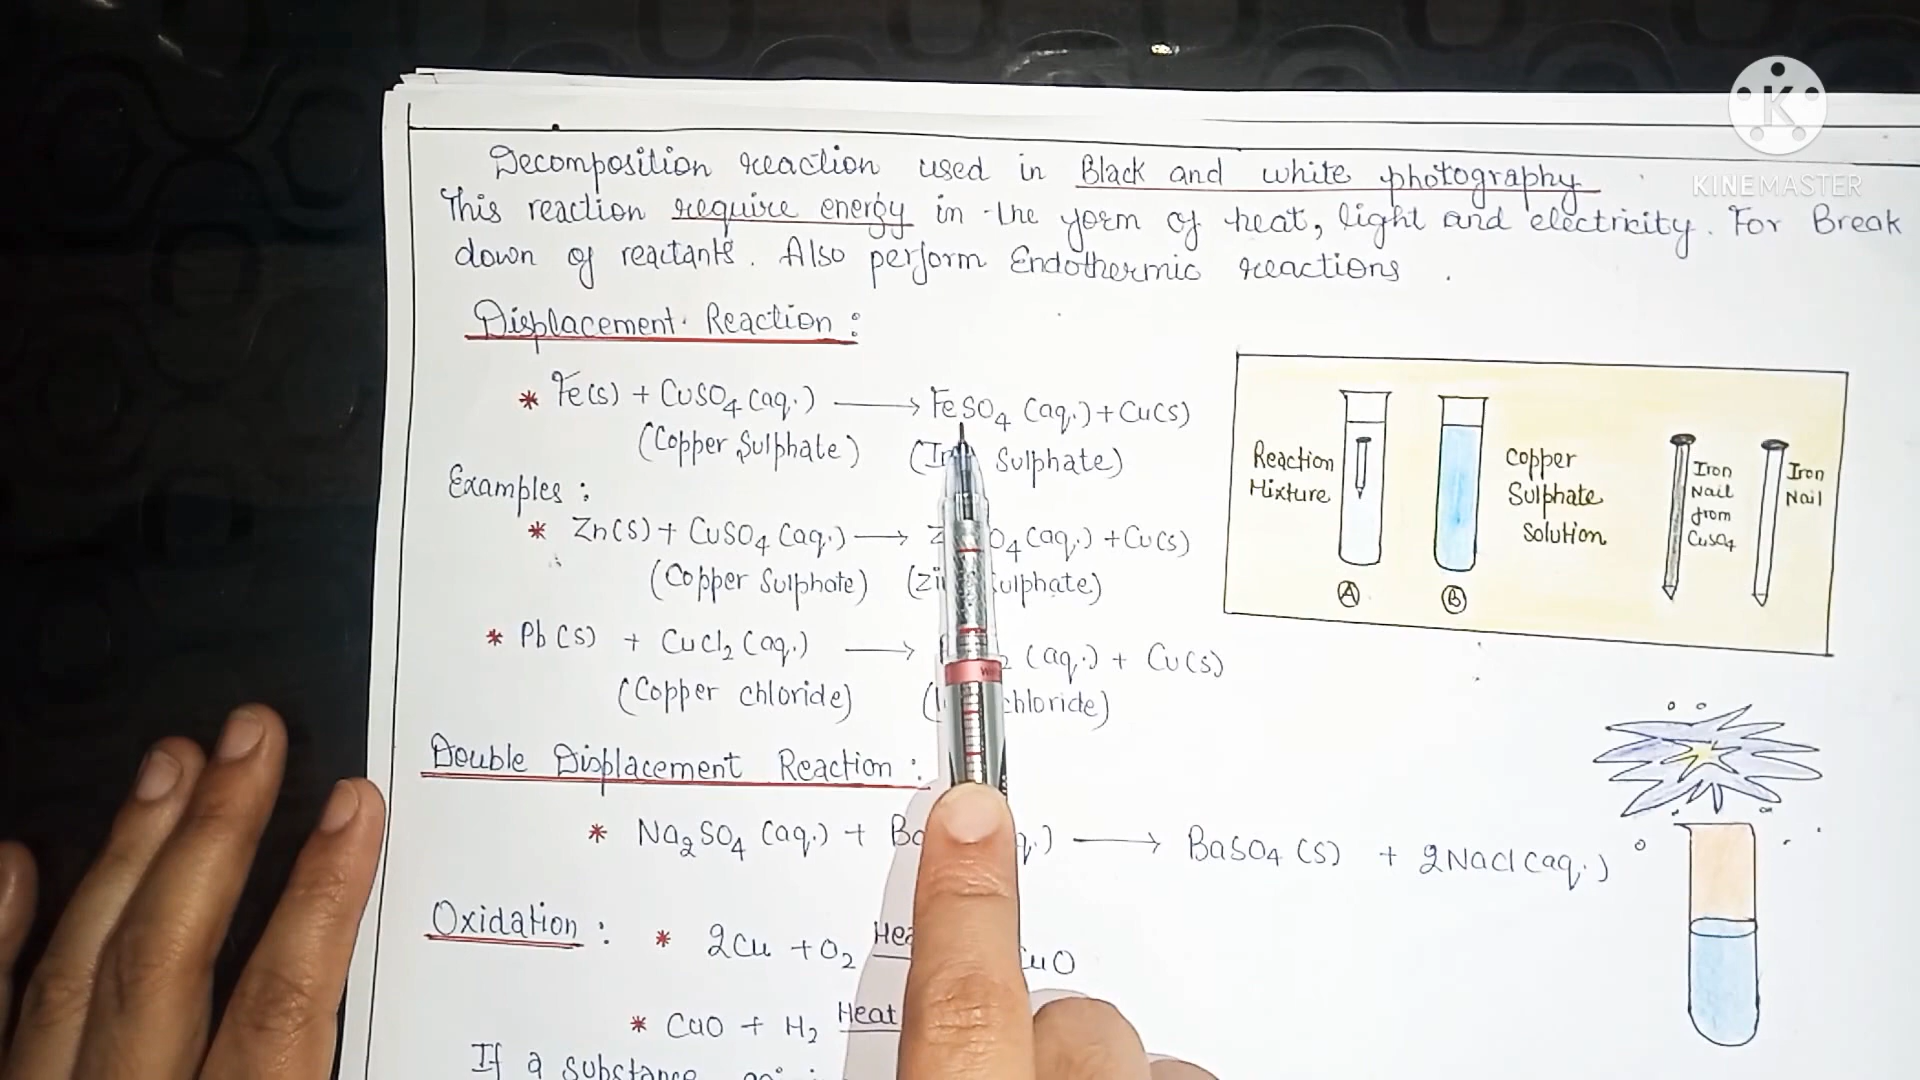 Decomposition reaction used in Black and white photography
This reaction require energy in the form of heat, light and electricity. For Break
down of reactants. Also perform Endothermic reactions.
Displacement Reaction:
* Fe(s) + CuSO4 (aq.) → FeSO4 (aq.) + Cu(s)
(Copper Sulphate) Sulphate)
Examples:
* Zn(s) + CuSO4 (aq.) → O4 (aq.) + Cu(s)
(Copper Sulphate) ulphate)
* Pb(s) + CuCl2 (aq.) → 2 (aq.) + Cu(s)
(Copper chloride) chloride)
Double Displacement Reaction:
* Na2SO4 (aq.) + → BaSO4 (s) + 2NaCl (aq.)
Oxidation: * 2Cu + O2
* CuO + H2 Heat
If a substance
Reaction
Mixture
A
B
Copper
Sulphate
Solution
Iron
Nail
from
CuSO4
Iron
Nail
KINEMASTER